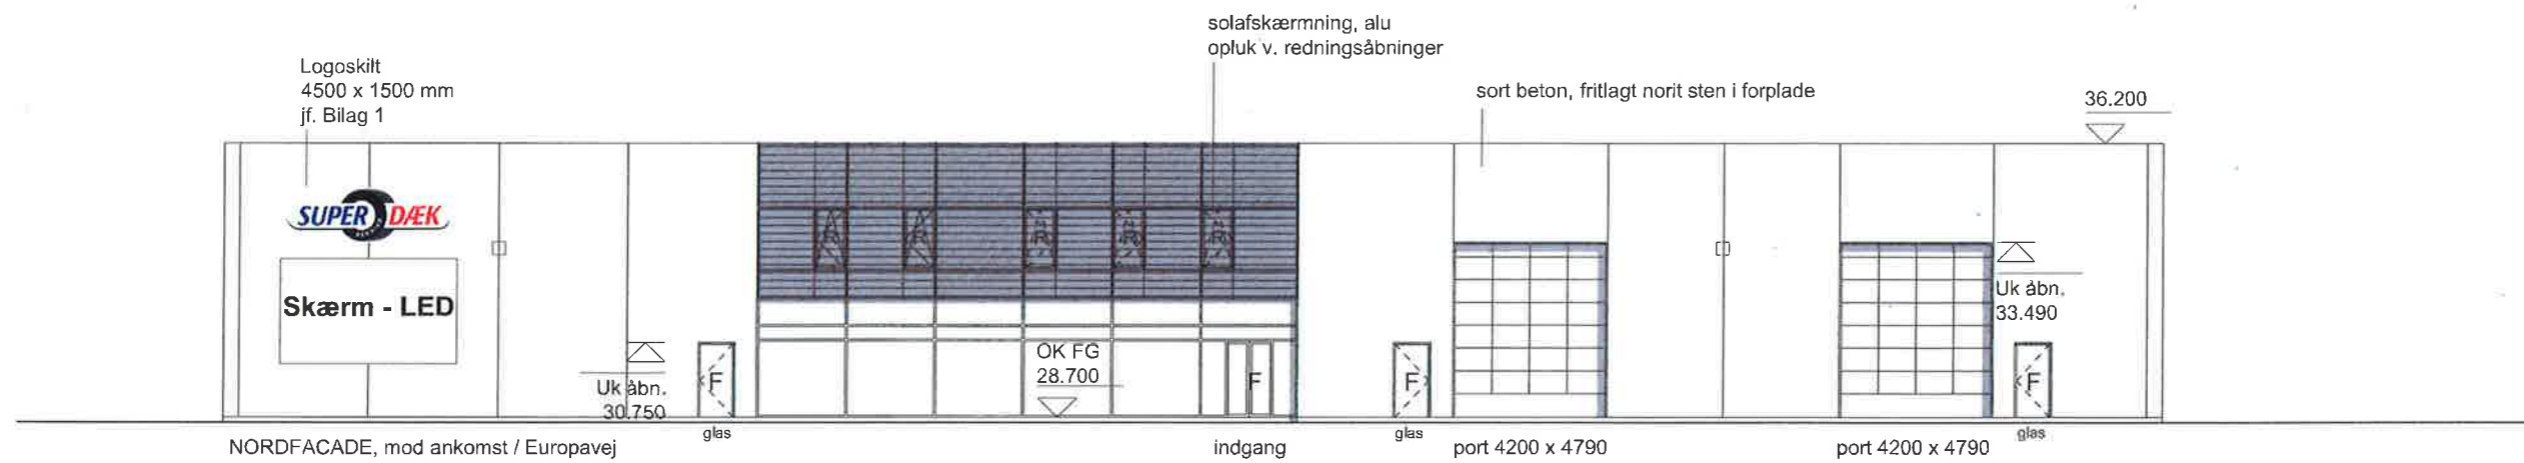 solafskærmning, alu
opluk v. redningsåbninger
Logoskilt
4500 x 1500 mm
jf. Bilag 1
sort beton, fritlagt norit sten i forplade
36.200
SUPER DÆK
Skærm - LED
R R R R R
Uk åbn.
33.490
OK FG
28.700
Uk åbn.
30.750
F F F F
glas glas glas
NORDFACADE, mod ankomst / Europavej
indgang
port 4200 x 4790
port 4200 x 4790